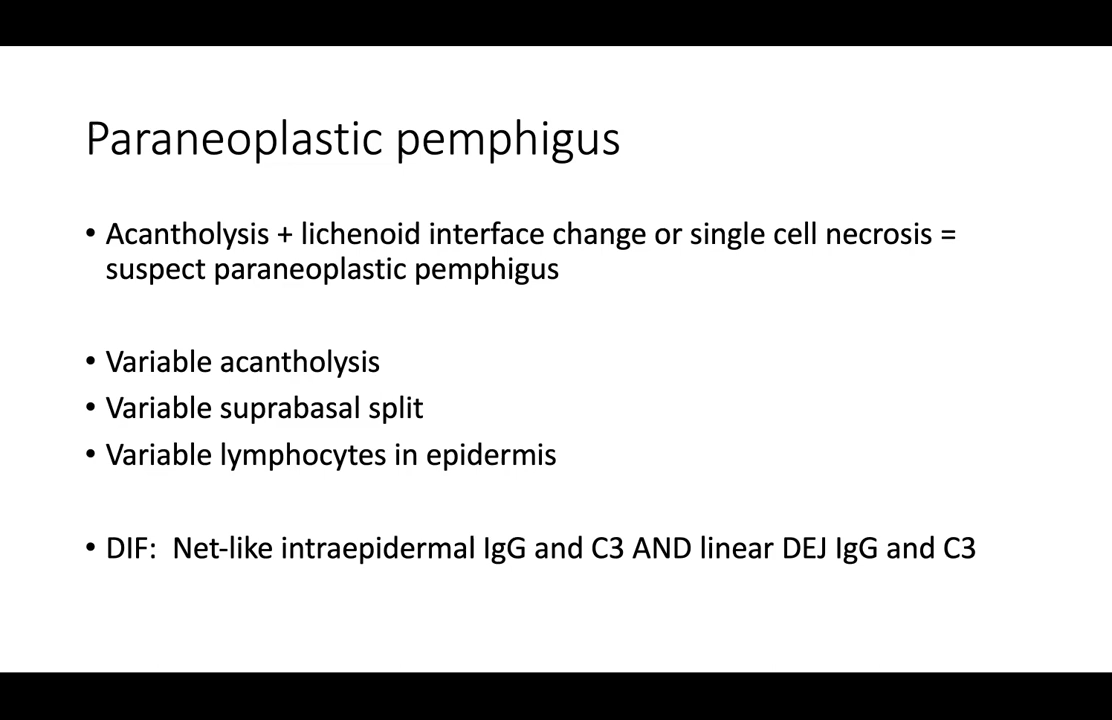 Paraneoplastic pemphigus
• Acantholysis + lichenoid interface change or single cell necrosis =
suspect paraneoplastic pemphigus
• Variable acantholysis
• Variable suprabasal split
• Variable lymphocytes in epidermis
• DIF:  Net-like intraepidermal IgG and C3 AND linear DEJ IgG and C3